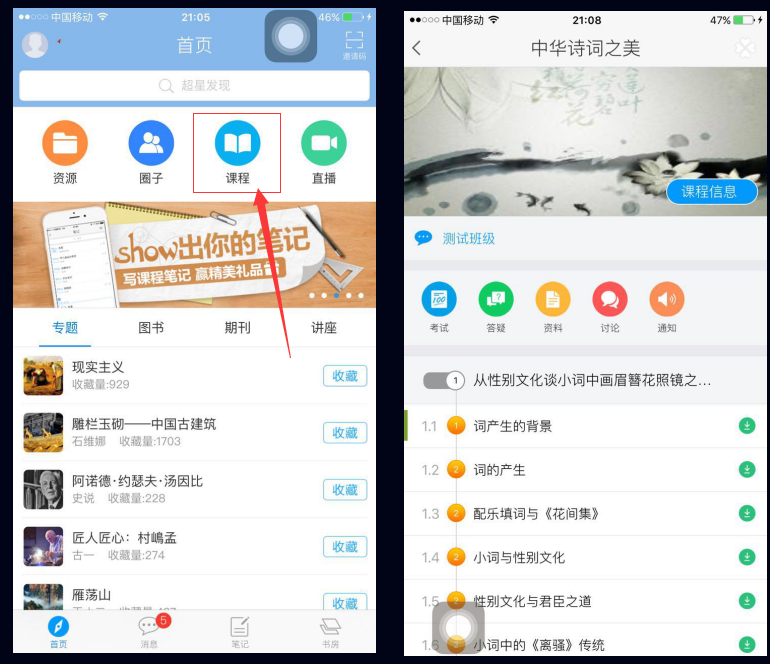 中国移动
21:05
46%
首页
邀请码
超星发现
资源
圈子
课程
直播
show出你的笔记
写课程笔记 赢精美礼品
专题
图书
期刊
讲座
现实主义
收藏量:929
收藏
雕栏玉砌——中国古建筑
石维娜 收藏量:1703
收藏
阿诺德·约瑟夫·汤因比
史说 收藏量:228
收藏
匠人匠心：村嶋孟
古一 收藏量:274
收藏
雁荡山
收藏
首页
消息
5
笔记
书房
中国移动
21:08
47%
中华诗词之美
课程信息
测试班级
100
考试
答疑
资料
讨论
通知
1 从性别文化谈小词中画眉簪花照镜之...
1.1 1 词产生的背景
1.2 2 词的产生
1.3 2 配乐填词与《花间集》
1.4 2 小词与性别文化
1.5 2 性别文化与君臣之道
1.6 小词中的《离骚》传统